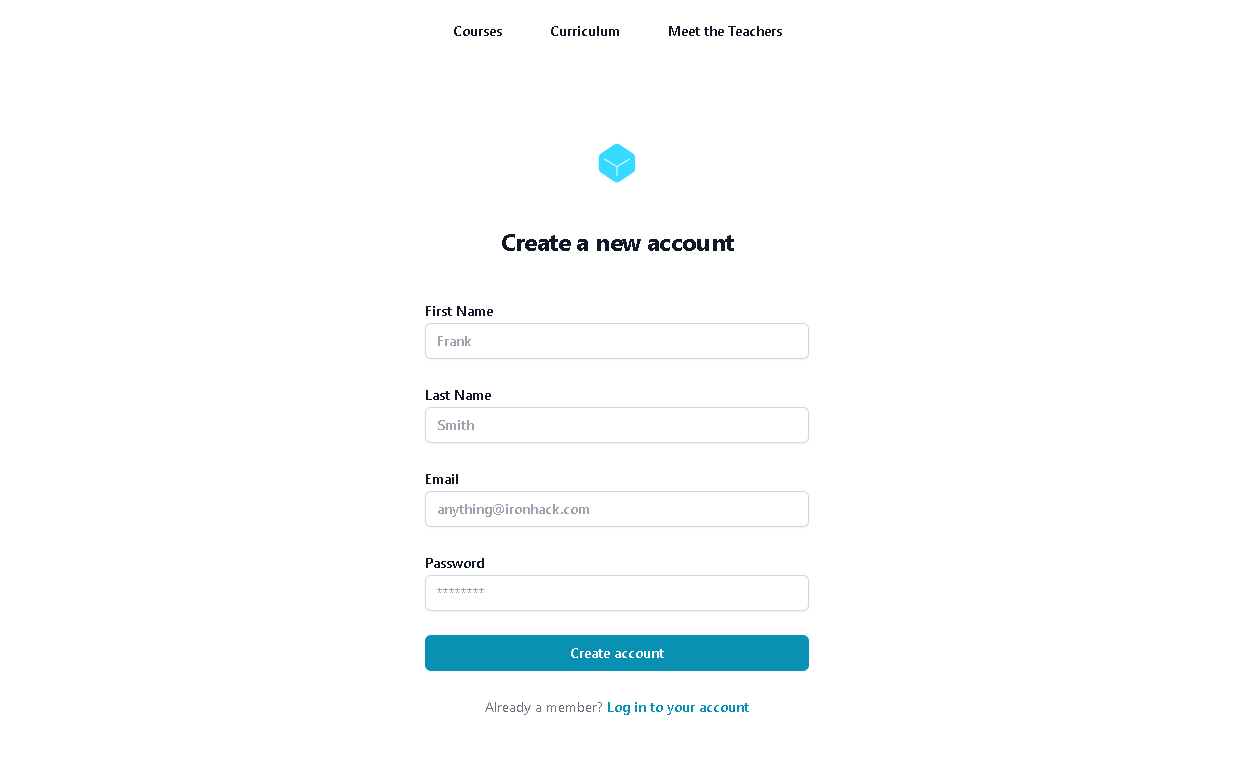 Courses Curriculum Meet the Teachers
Create a new account
First Name
Frank
Last Name
Smith
Email
anything@ironhack.com
Password
********
Create account
Already a member? Log in to your account